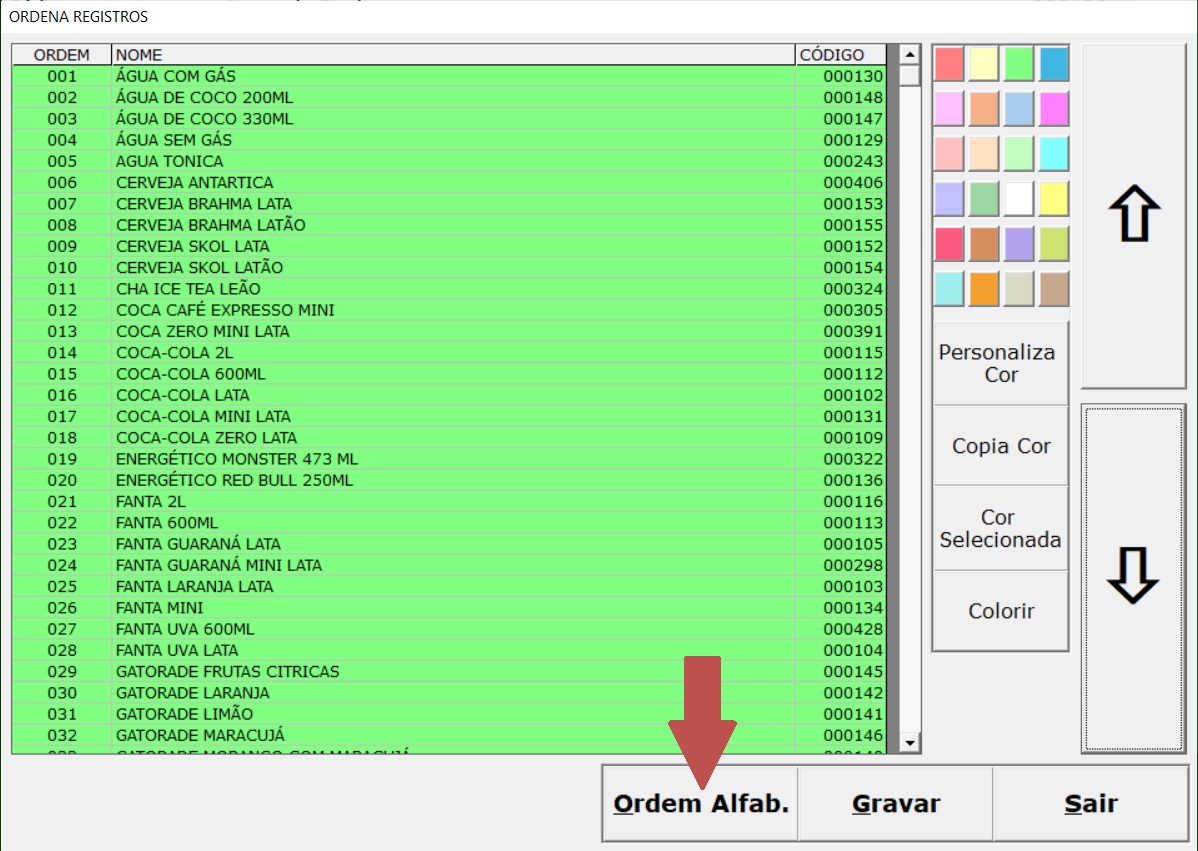 ORDENA REGISTROS
ORDEM NOME CÓDIGO
001 ÁGUA COM GÁS 000130
002 ÁGUA DE COCO 200ML 000148
003 ÁGUA DE COCO 330ML 000147
004 ÁGUA SEM GÁS 000129
005 AGUA TONICA 000243
006 CERVEJA ANTARTICA 000406
007 CERVEJA BRAHMA LATA 000153
008 CERVEJA BRAHMA LATÃO 000155
009 CERVEJA SKOL LATA 000152
010 CERVEJA SKOL LATÃO 000154
011 CHA ICE TEA LEÃO 000324
012 COCA CAFÉ EXPRESSO MINI 000305
013 COCA ZERO MINI LATA 000391
014 COCA-COLA 2L 000115
015 COCA-COLA 600ML 000112
016 COCA-COLA LATA 000102
017 COCA-COLA MINI LATA 000131
018 COCA-COLA ZERO LATA 000109
019 ENERGÉTICO MONSTER 473 ML 000322
020 ENERGÉTICO RED BULL 250ML 000136
021 FANTA 2L 000116
022 FANTA 600ML 000113
023 FANTA GUARANÁ LATA 000105
024 FANTA GUARANÁ MINI LATA 000298
025 FANTA LARANJA LATA 000103
026 FANTA MINI 000134
027 FANTA UVA 600ML 000428
028 FANTA UVA LATA 000104
029 GATORADE FRUTAS CITRICAS 000145
030 GATORADE LARANJA 000142
031 GATORADE LIMÃO 000141
032 GATORADE MARACUJÁ 000146
GATORADE MORANGO COM MARACUJÁ
Personaliza
Cor
Copia Cor
Cor
Selecionada
Colorir
Ordem Alfab. Gravar Sair